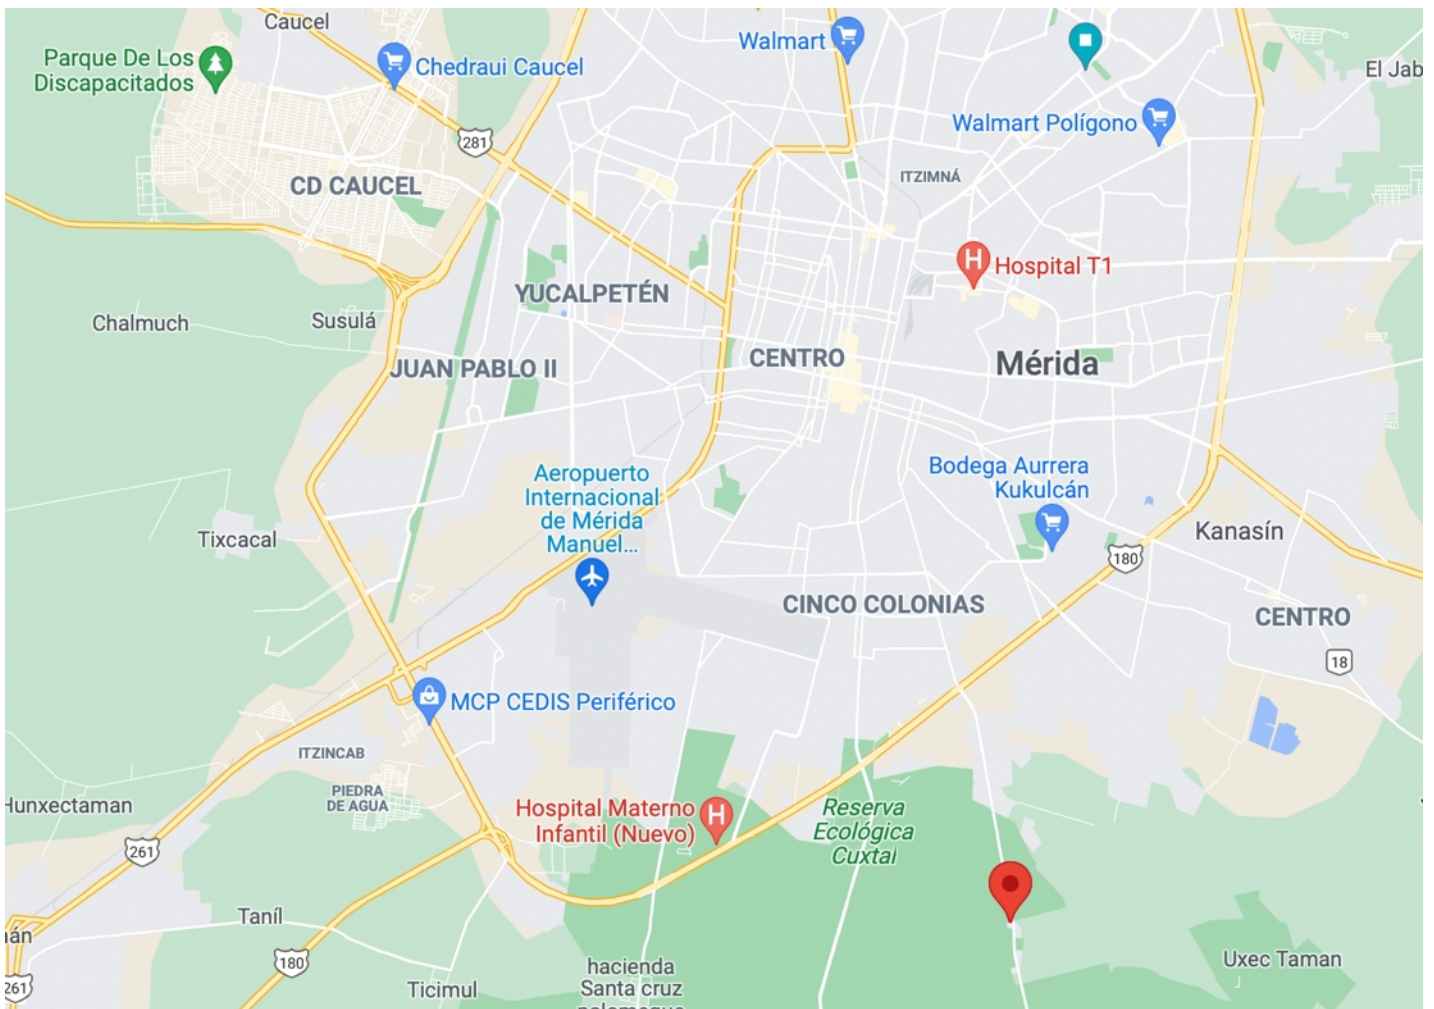 Caucel
Parque De Los
Discapacitados
Chedraui Caucel
Walmart
El Jab
Walmart Polígono
281
ITZIMNÁ
CD CAUCEL
Hospital T1
YUCALPETÉN
Chalmuch
Susulá
CENTRO
Mérida
JUAN PABLO II
Aeropuerto
Internacional
de Mérida
Manuel...
Bodega Aurrera
Kukulcán
Tixcacal
Kanasín
180
CINCO COLONIAS
CENTRO
18
MCP CEDIS Periférico
ITZINCAB
PIEDRA
DE AGUA
Hunxectaman
Hospital Materno
Infantil (Nuevo)
Reserva
Ecológica
Cuxtal
261
Taníl
án
180
Uxec Taman
hacienda
Santa cruz
palomeque
261
Ticimul